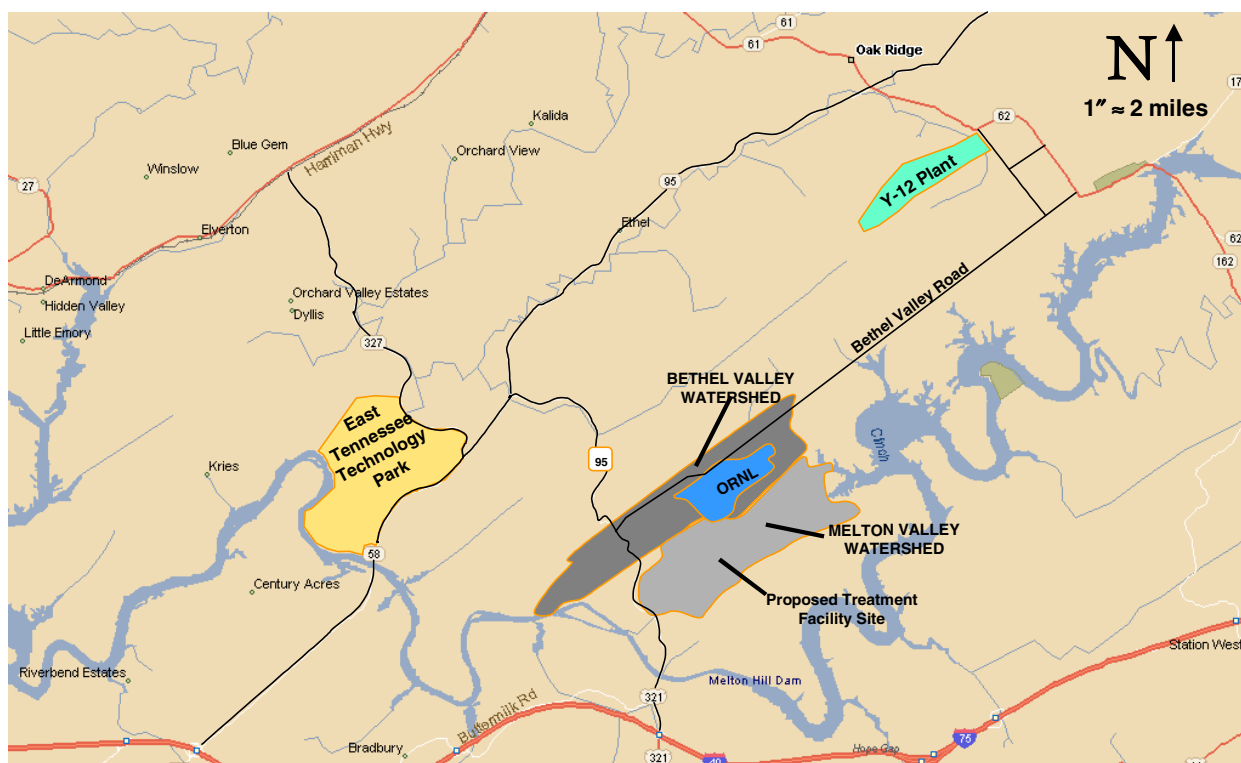 61
61
62
Oak Ridge
N
1″ ≈ 2 miles
17
62
Kalida
Harriman Hwy
Blue Gem
Orchard View
Winslow
27
95
Y-12 Plant
Ethel
Elverton
62
162
DeArmond
Hidden Valley
Orchard Valley Estates
Dyllis
Little Emory
327
Bethel Valley Road
BETHEL VALLEY
WATERSHED
East
Tennessee
Technology
Park
Clinch
95
Kries
ORNL
MELTON VALLEY
WATERSHED
58
Century Acres
Proposed Treatment
Facility Site
Station West
Riverbend Estates
Melton Hill Dam
321
Buttermilk Rd
75
Bradbury
321
40
Hope Gap